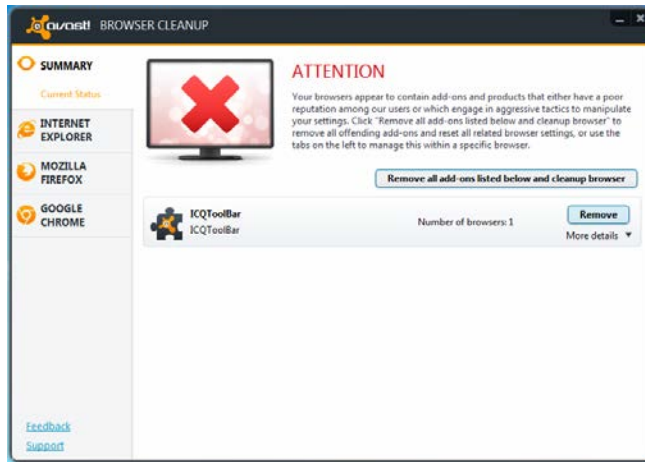 avast! BROWSER CLEANUP
SUMMARY
Current Status
INTERNET
EXPLORER
MOZILLA
FIREFOX
GOOGLE
CHROME
Feedback
Support
ATTENTION
Your browsers appear to contain add-ons and products that either have a poor
reputation among our users or which engage in aggressive tactics to manipulate
your settings. Click "Remove all add-ons listed below and cleanup browser" to
remove all offending add-ons and reset all related browser settings, or use the
tabs on the left to manage this within a specific browser.
Remove all add-ons listed below and cleanup browser
ICQToolBar
ICQToolBar
Number of browsers: 1
Remove
More details